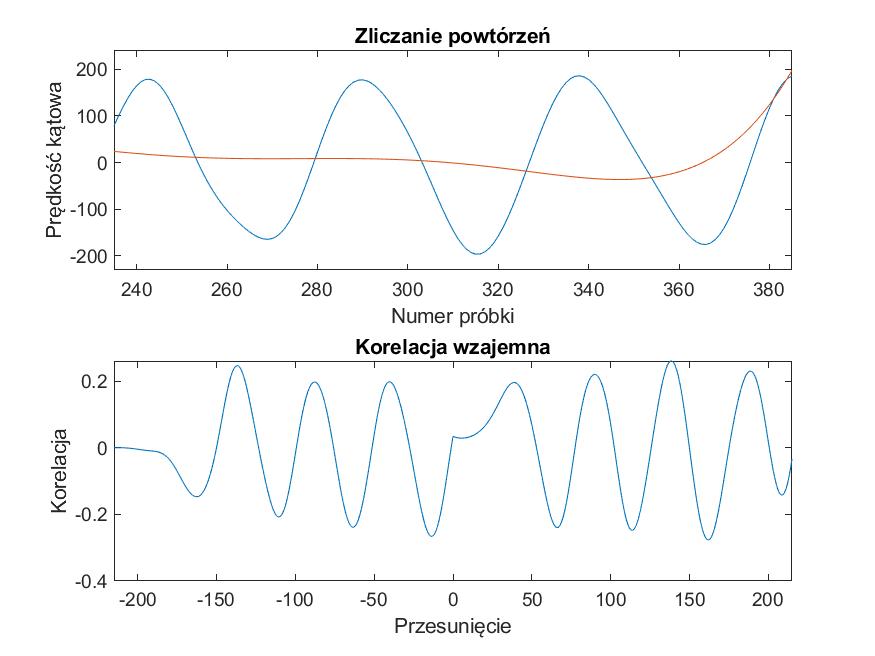 Zliczanie powtórzeń
200
100
0
-100
-200
Prędkość kątowa
240 260 280 300 320 340 360 380
Numer próbki
Korelacja wzajemna
0.2
0
-0.2
-0.4
Korelacja
-200 -150 -100 -50 0 50 100 150 200
Przesunięcie